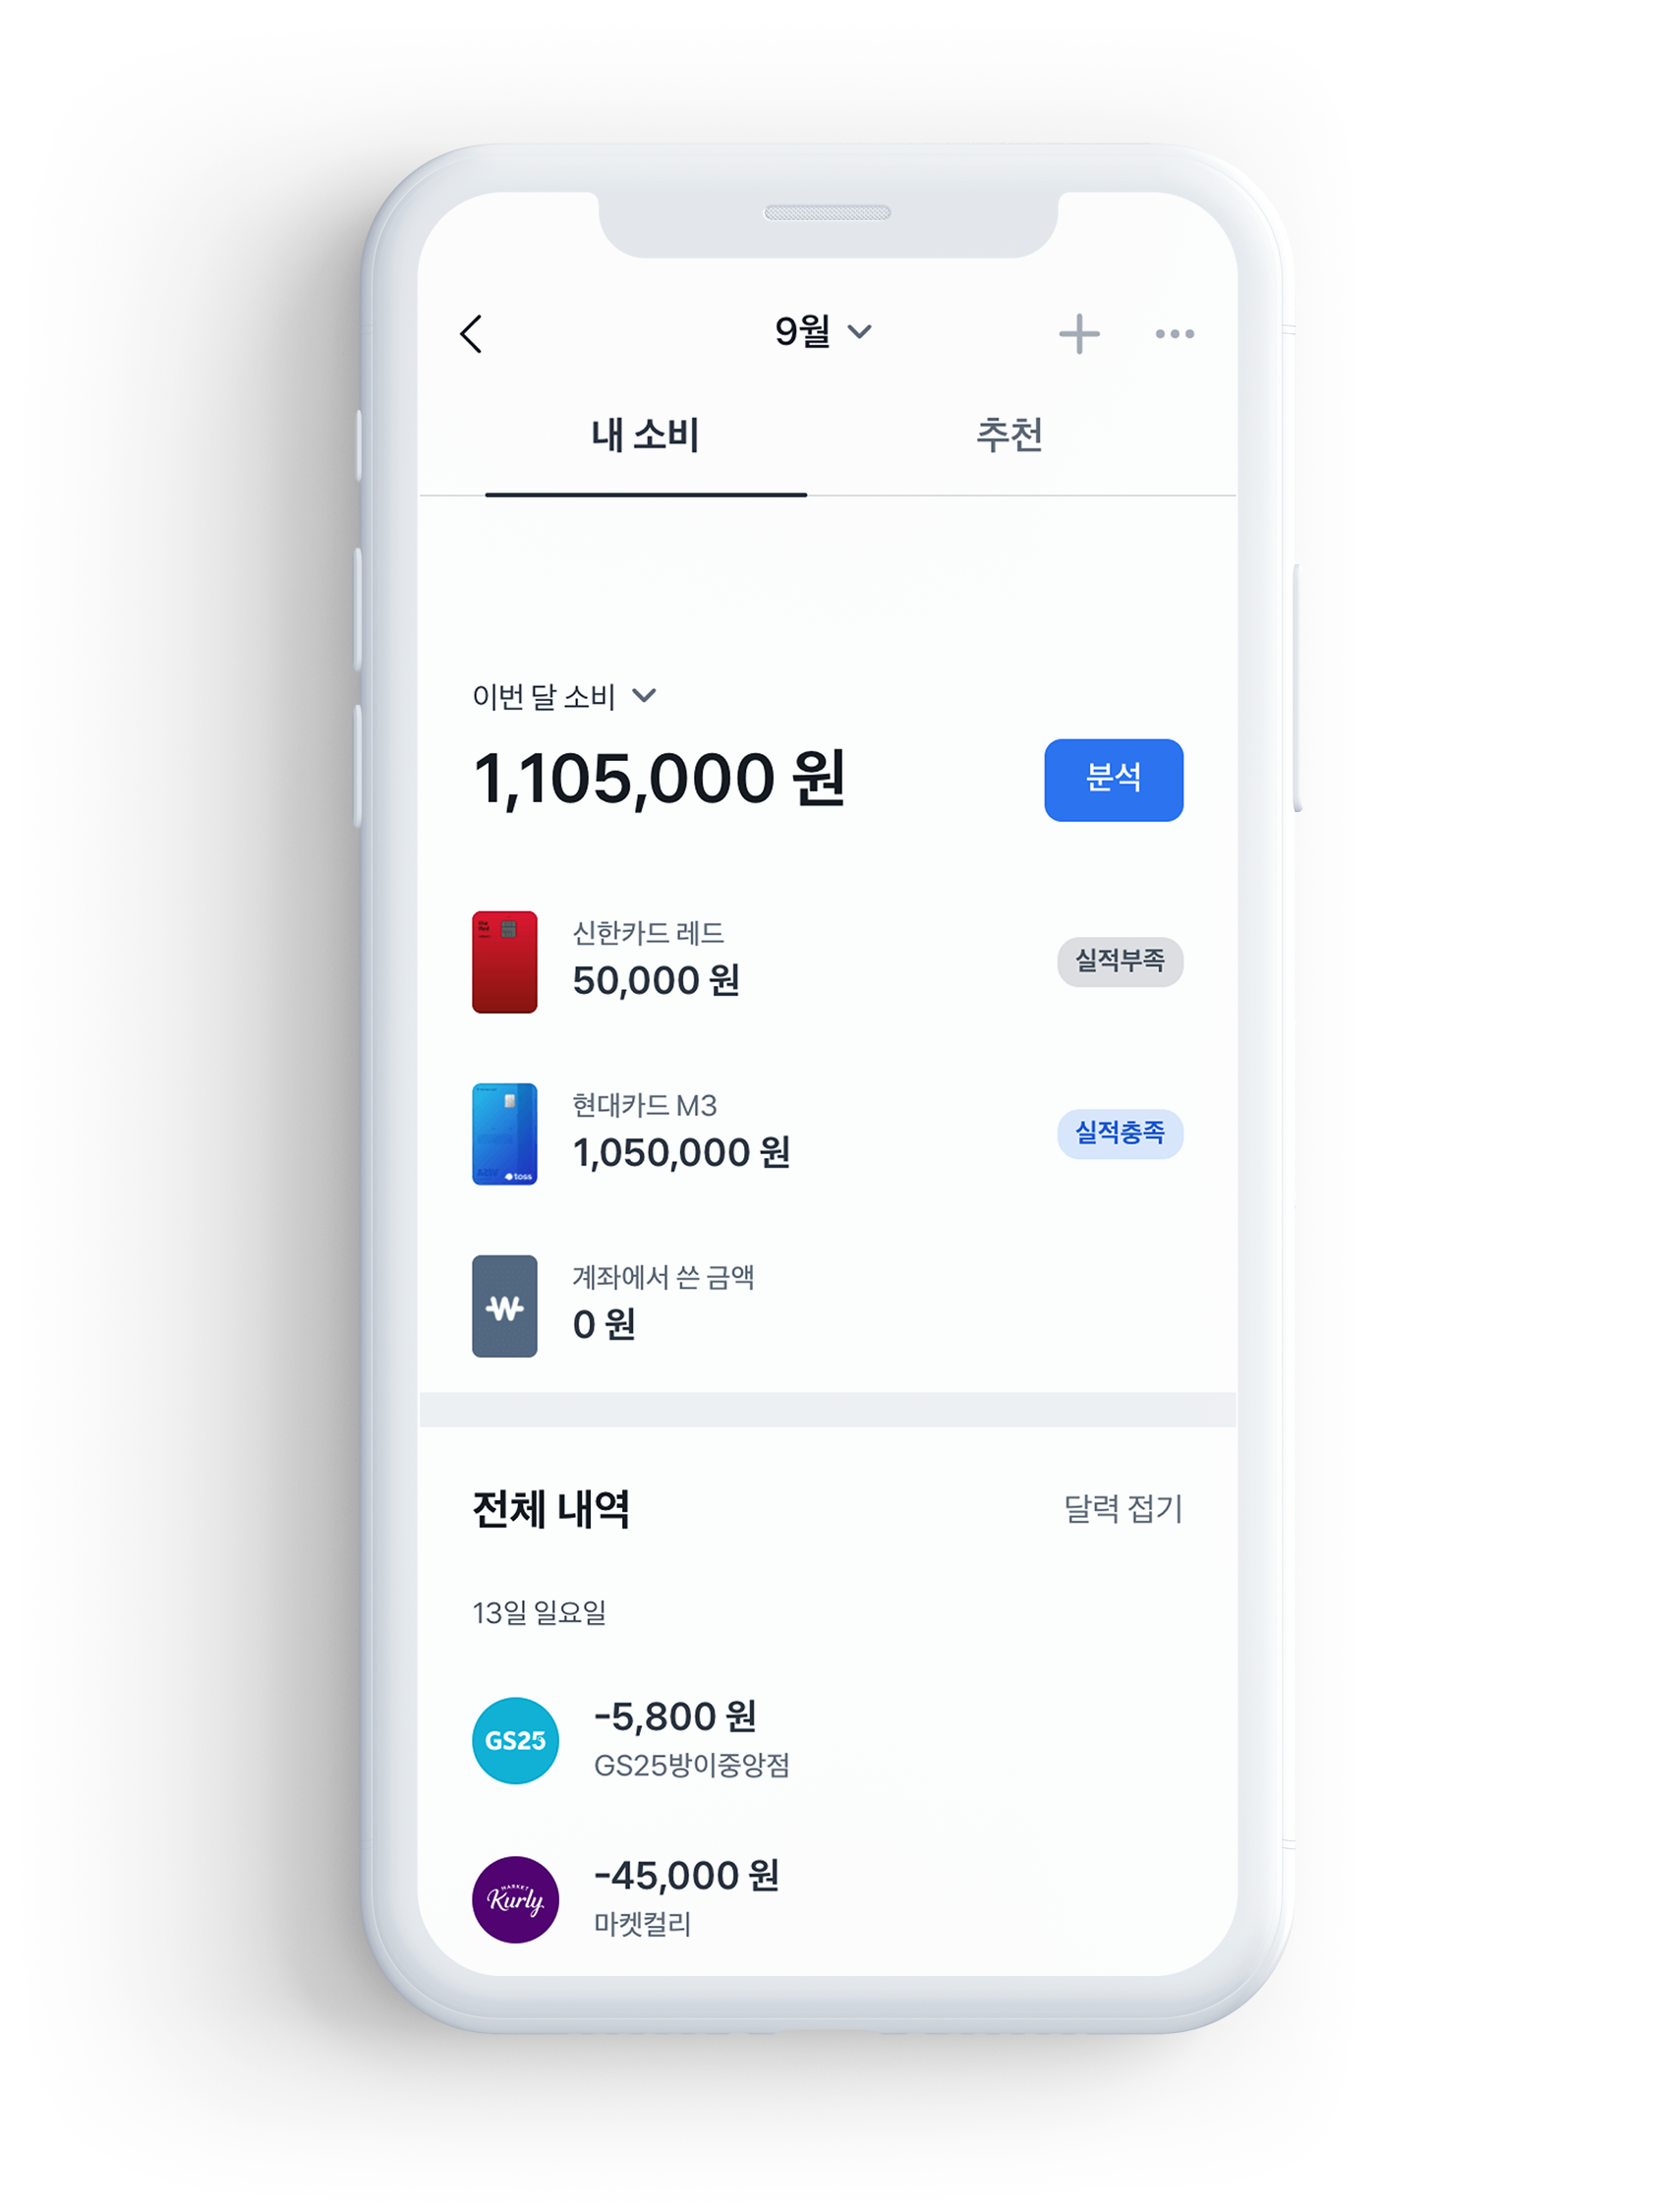 9월
내 소비 추천
이번 달 소비
1,105,000 원
분석
신한카드 레드
50,000 원
실적부족
현대카드 M3
1,050,000 원
실적충족
toss
계좌에서 쓴 금액
0 원
전체 내역
달력 접기
13일 일요일
GS25
-5,800 원
GS25방이중앙점
MARKET
Kurly
-45,000 원
마켓컬리